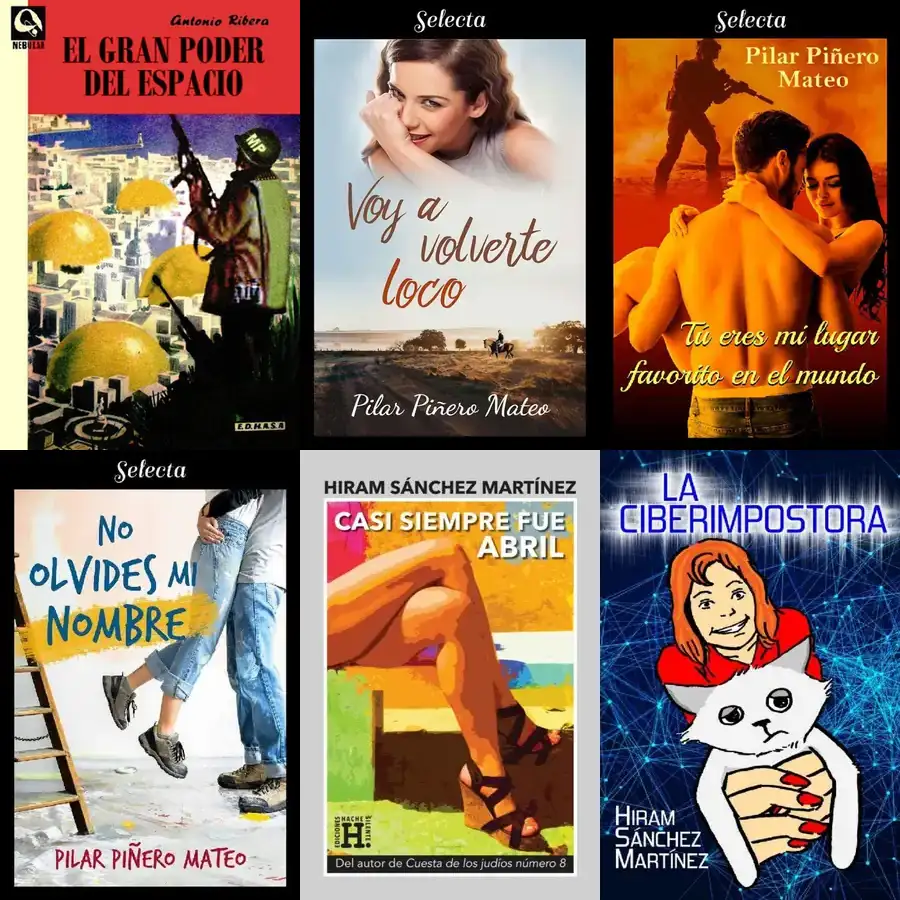 Antonio Ribera
NEBULAE
EL GRAN PODER
DEL ESPACIO
MP
E.D.H.A.S.A.
Selecta
Voy a
volverte
loco
Pilar Piñero Mateo
Selecta
Pilar Piñero
Mateo
Tú eres mi lugar
favorito en el mundo
Selecta
NO
OLVIDES MI
NOMBRE
PILAR PIÑERO MATEO
HIRAM SÁNCHEZ MARTÍNEZ
CASI SIEMPRE FUE
ABRIL
EDICIONES
HACHE
H.
SILENTE
Del autor de Cuesta de los judíos número 8
LA
CIBERIMPOSTORA
HIRAM
SÁNCHEZ
MARTÍNEZ